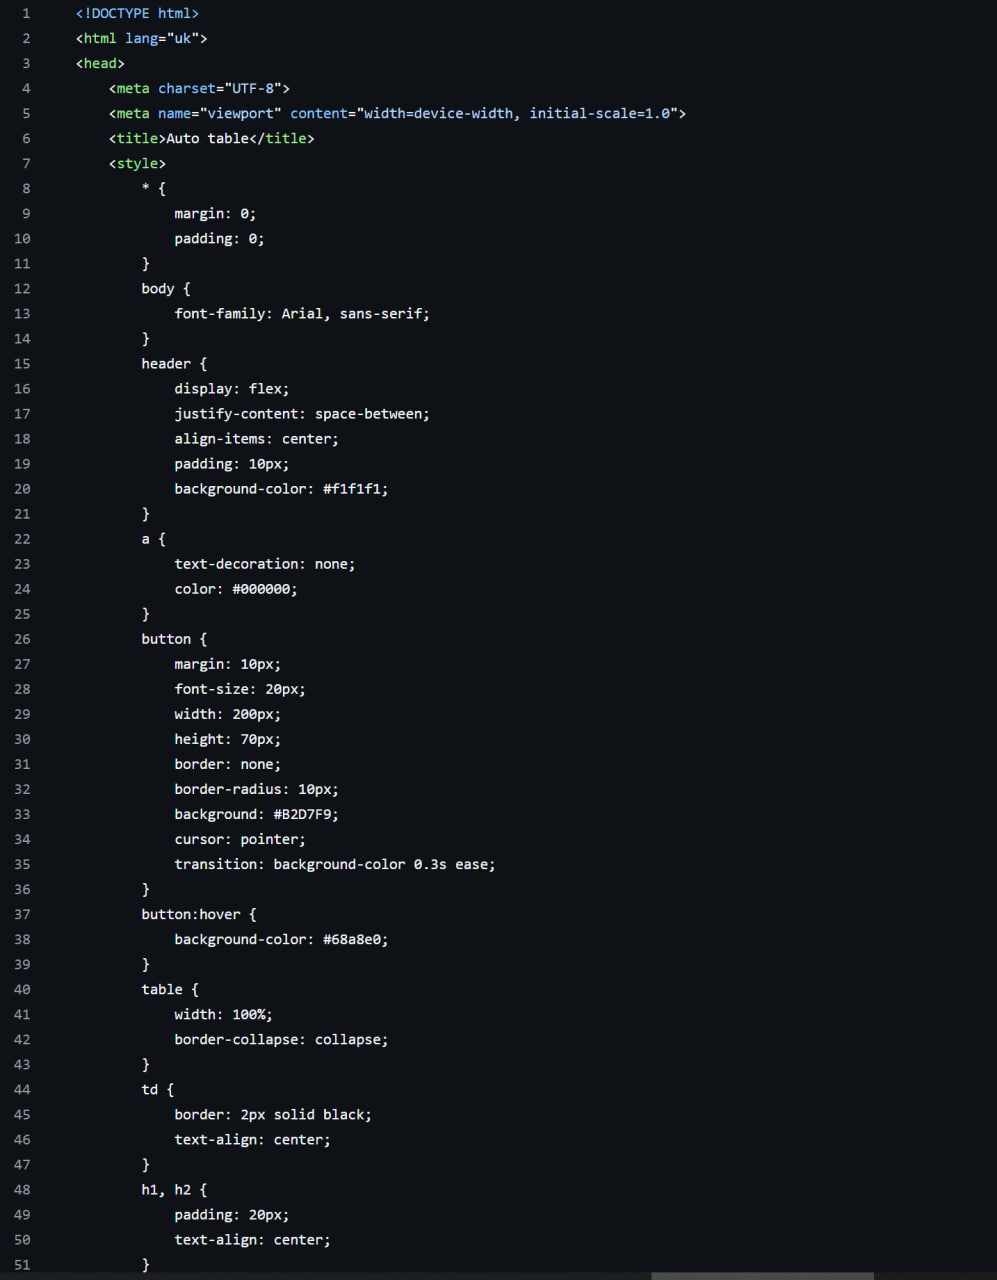 1 <!DOCTYPE html>
2 <html lang="uk">
3 <head>
4 <meta charset="UTF-8">
5 <meta name="viewport" content="width=device-width, initial-scale=1.0">
6 <title>Auto table</title>
7 <style>
8 * {
9 margin: 0;
10 padding: 0;
11 }
12 body {
13 font-family: Arial, sans-serif;
14 }
15 header {
16 display: flex;
17 justify-content: space-between;
18 align-items: center;
19 padding: 10px;
20 background-color: #f1f1f1;
21 }
22 a {
23 text-decoration: none;
24 color: #000000;
25 }
26 button {
27 margin: 10px;
28 font-size: 20px;
29 width: 200px;
30 height: 70px;
31 border: none;
32 border-radius: 10px;
33 background: #B2D7F9;
34 cursor: pointer;
35 transition: background-color 0.3s ease;
36 }
37 button:hover {
38 background-color: #68a8e0;
39 }
40 table {
41 width: 100%;
42 border-collapse: collapse;
43 }
44 td {
45 border: 2px solid black;
46 text-align: center;
47 }
48 h1, h2 {
49 padding: 20px;
50 text-align: center;
51 }